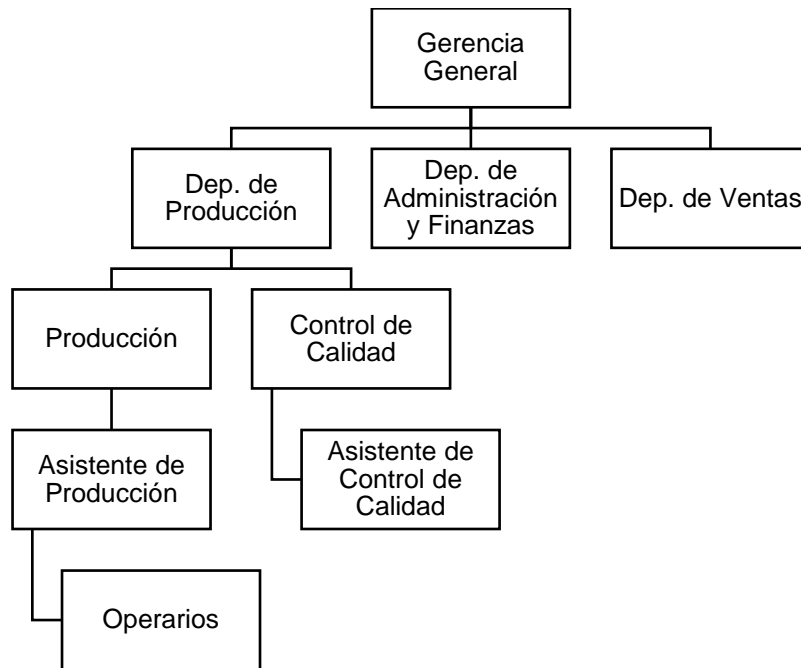 Gerencia
General
Dep. de
Producción
Dep. de
Administración
y Finanzas
Dep. de Ventas
Producción
Control de
Calidad
Asistente de
Producción
Asistente de
Control de
Calidad
Operarios